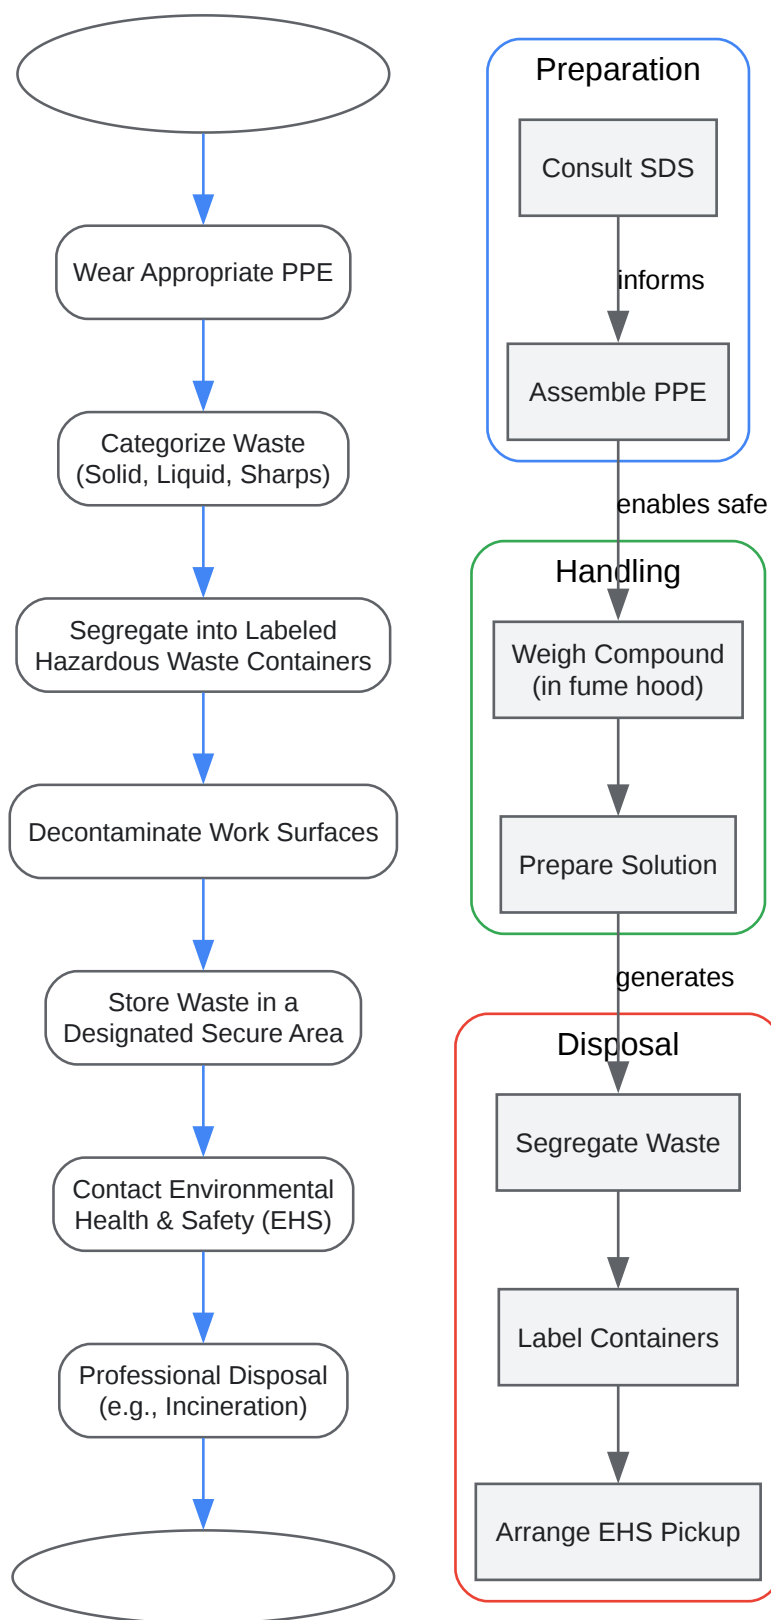 Wear Appropriate PPE
Categorize Waste
(Solid, Liquid, Sharps)
Segregate into Labeled
Hazardous Waste Containers
Decontaminate Work Surfaces
Store Waste in a
Designated Secure Area
Contact Environmental
Health & Safety (EHS)
Professional Disposal
(e.g., Incineration)
Preparation
Consult SDS
informs
Assemble PPE
enables safe
Handling
Weigh Compound
(in fume hood)
Prepare Solution
generates
Disposal
Segregate Waste
Label Containers
Arrange EHS Pickup